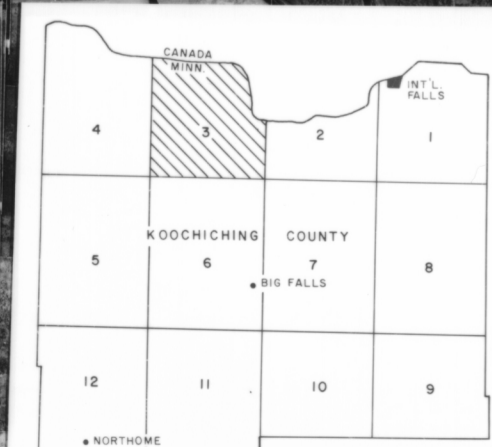 CANADA
MINN.
INT'L.
FALLS
4
3
2
1
KOOCHICHING COUNTY
5
6
7
8
BIG FALLS
12
11
10
9
NORTHOME